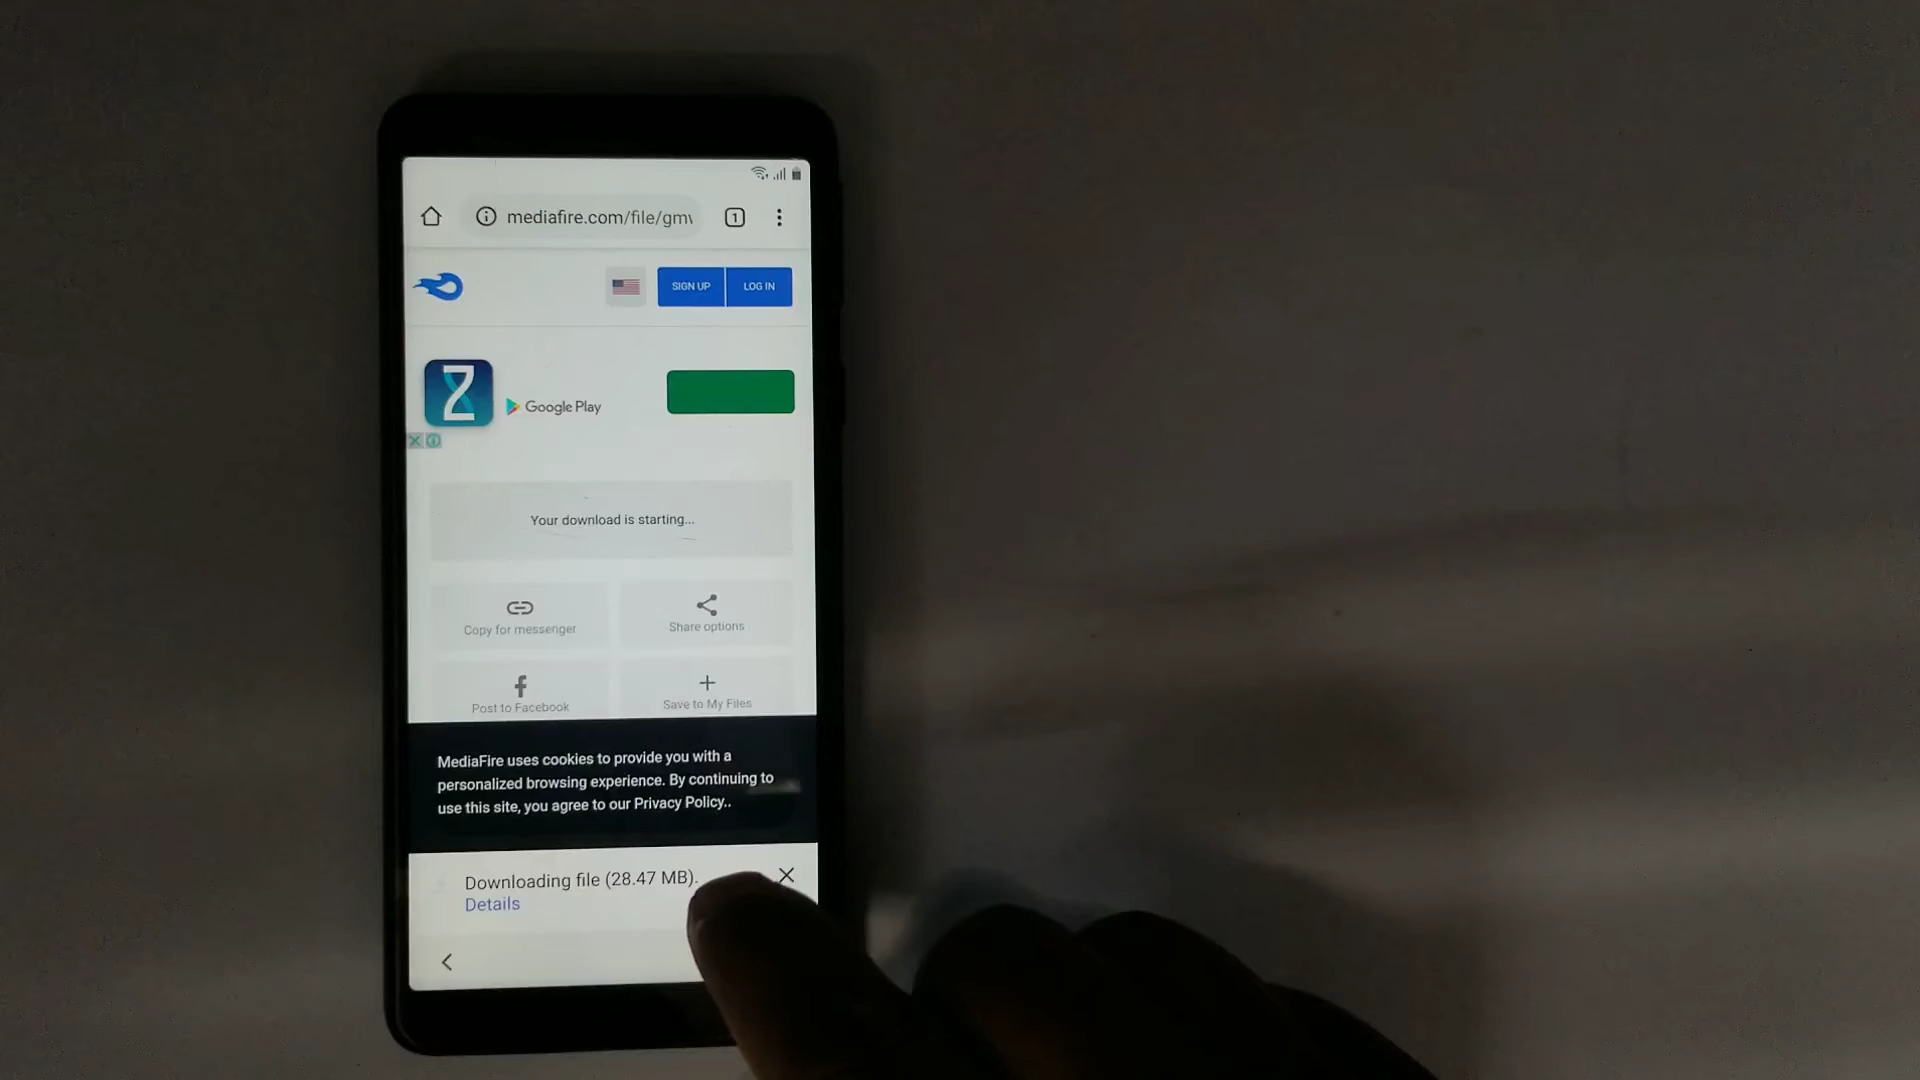 mediafire.com/file/gmv
1
SIGN UP
LOG IN
Z
Google Play
Your download is starting...
Copy for messenger
Share options
Post to Facebook
Save to My Files
MediaFire uses cookies to provide you with a
personalized browsing experience. By continuing to
use this site, you agree to our Privacy Policy..
Downloading file (28.47 MB).
Details